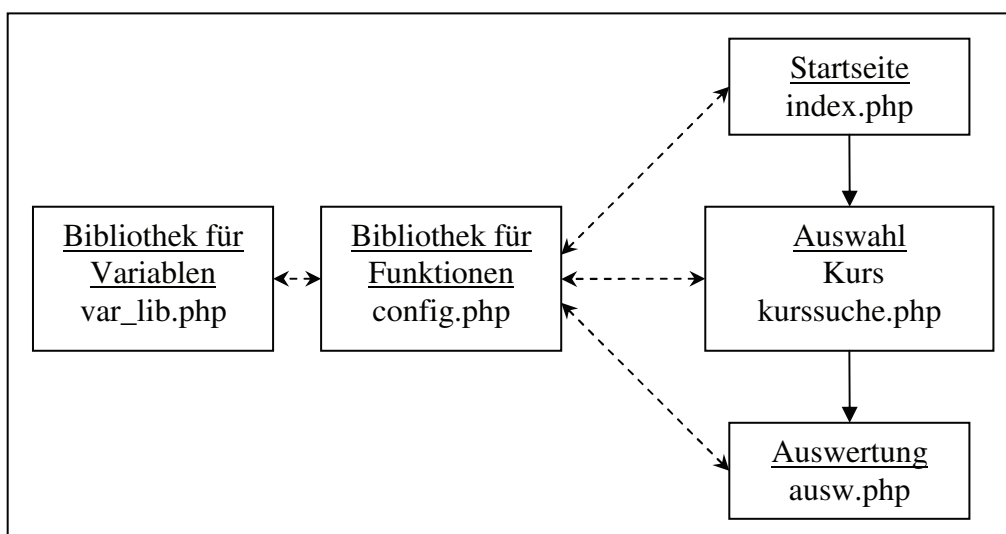 Startseite
index.php
Bibliothek für
Variablen
var_lib.php
Bibliothek für
Funktionen
config.php
Auswahl
Kurs
kurssuche.php
Auswertung
ausw.php